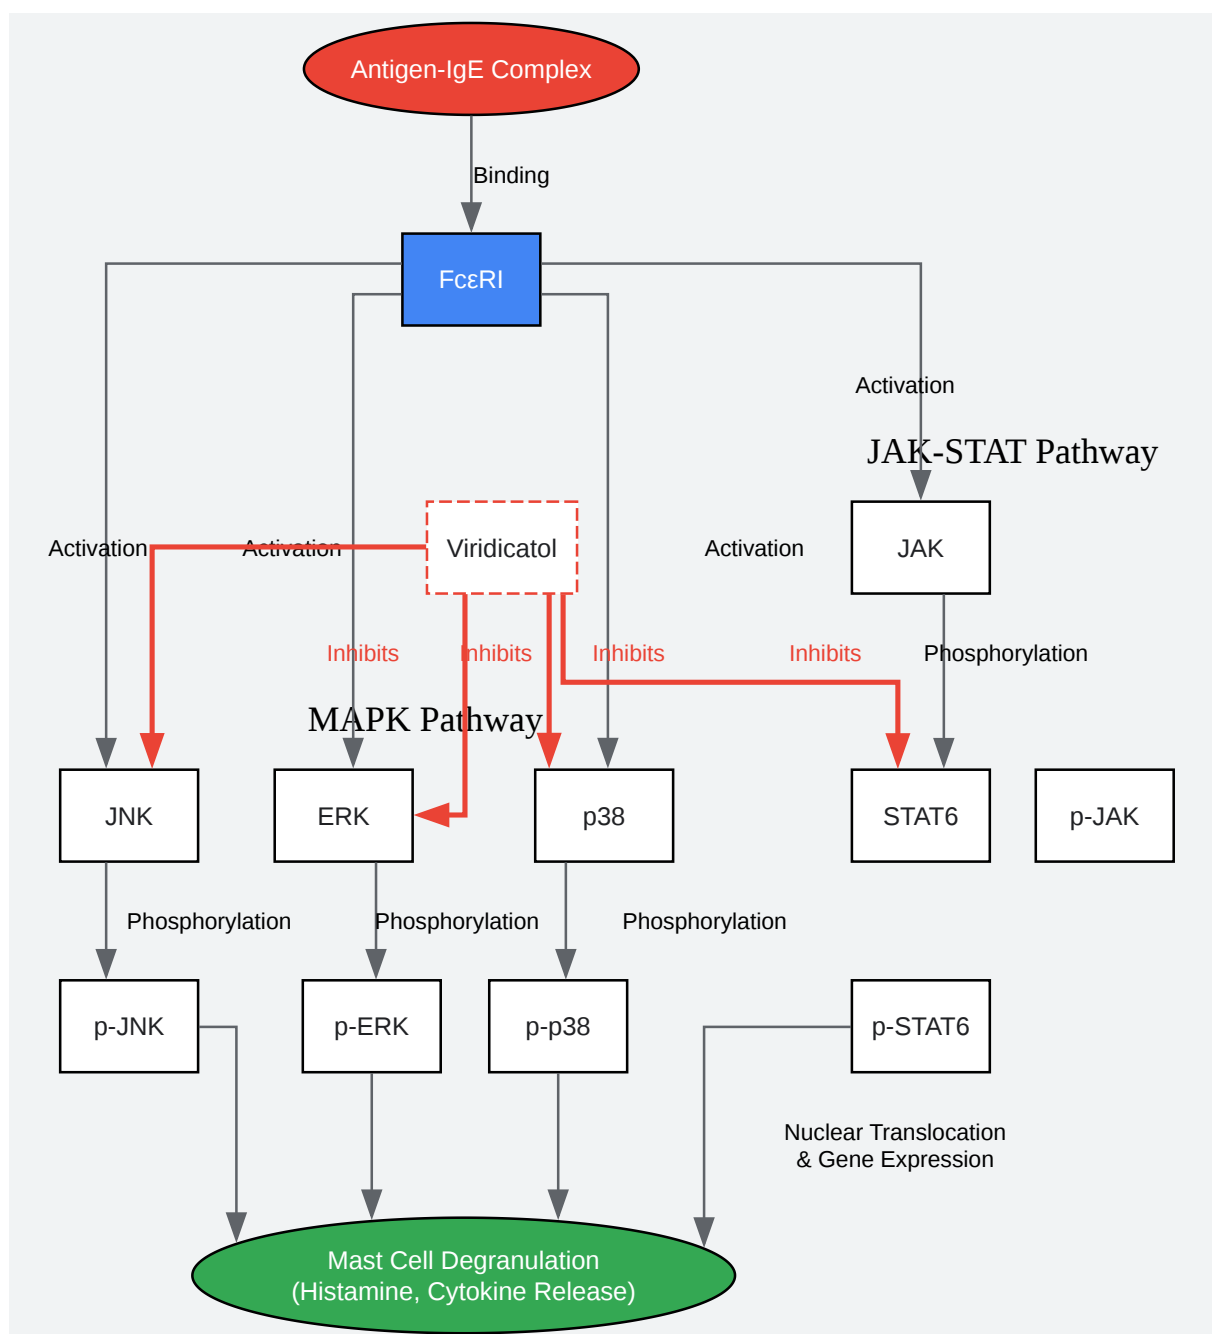 Antigen-IgE Complex
Binding
FcεRI
Activation
JAK-STAT Pathway
Activation
Activation
Viridicatol
Activation
JAK
Inhibits
Inhibits
Inhibits
Inhibits
Phosphorylation
MAPK Pathway
JNK
ERK
p38
STAT6
p-JAK
Phosphorylation
Phosphorylation
Phosphorylation
p-JNK
p-ERK
p-p38
p-STAT6
Nuclear Translocation
& Gene Expression
Mast Cell Degranulation
(Histamine, Cytokine Release)